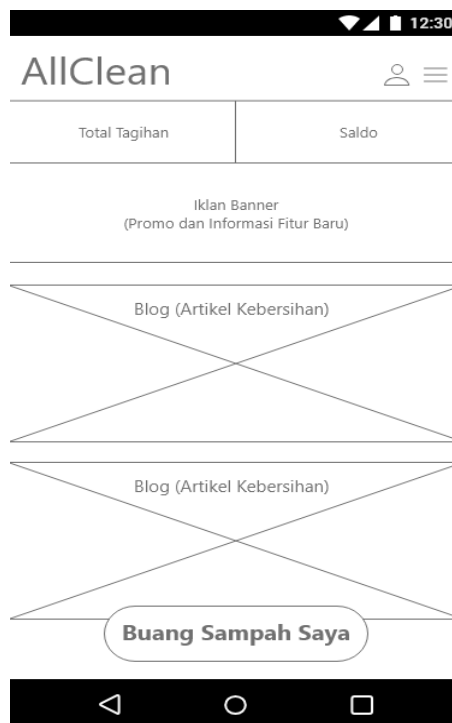 12:30
AllClean
Total Tagihan
Saldo
Iklan Banner
(Promo dan Informasi Fitur Baru)
Blog (Artikel Kebersihan)
Blog (Artikel Kebersihan)
Buang Sampah Saya